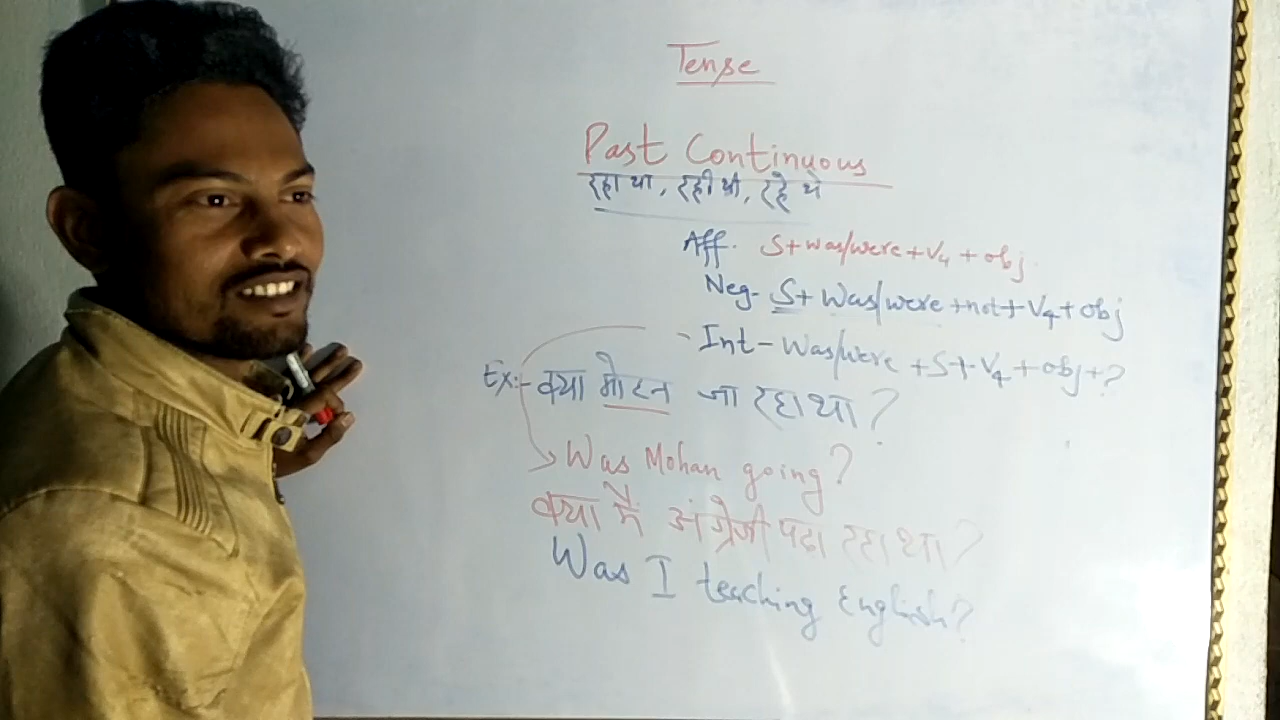 Tense
Past Continuous
रहा था, रही थी, रहे थे
Aff. S+was/were+V4+obj.
Neg- S+ Was/were +not+V4+obj
- Int - Was/were +S+V4+obj+?
Ex:- क्या मोहन जा रहा था?
Was Mohan going?
क्या मैं अंग्रेजी पढा रहा था?
Was I teaching English?